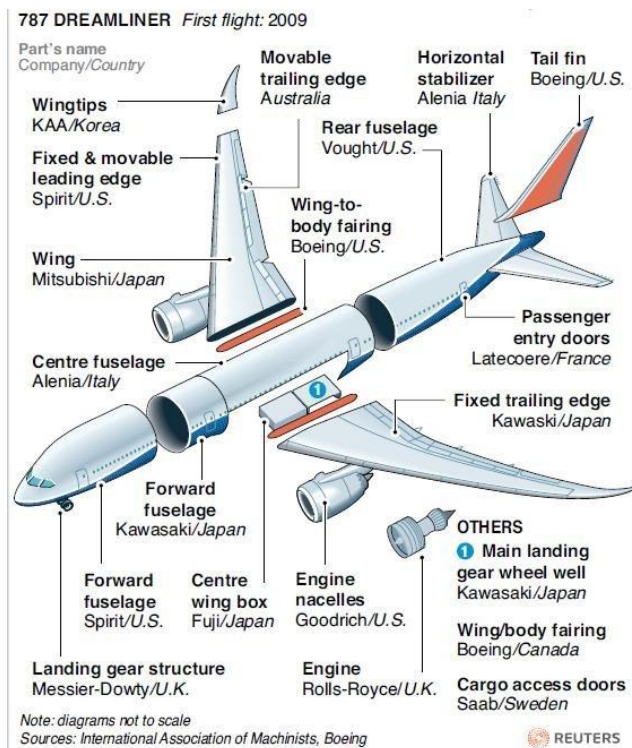 787 DREAMLINER First flight: 2009
Part's name
Company/Country
Wingtips
KAA/Korea
Fixed & movable
leading edge
Spirit/U.S.
Wing
Mitsubishi/Japan
Centre fuselage
Alenia/Italy
Movable
trailing edge
Australia
Wing-to-
body fairing
Boeing/U.S.
Rear fuselage
Vought/U.S.
Horizontal
stabilizer
Alenia Italy
Tail fin
Boeing/U.S.
Passenger
entry doors
Latecoere/France
1
Fixed trailing edge
Kawaski/Japan
Forward
fuselage
Kawasaki/Japan
Forward
fuselage
Spirit/U.S.
Centre
wing box
Fuji/Japan
Engine
nacelles
Goodrich/U.S.
Landing gear structure
Messier-Dowty/U.K.
Engine
Rolls-Royce/U.K.
OTHERS
1 Main landing
gear wheel well
Kawasaki/Japan
Wing/body fairing
Boeing/Canada
Cargo access doors
Saab/Sweden
Note: diagrams not to scale
Sources: International Association of Machinists, Boeing
REUTERS